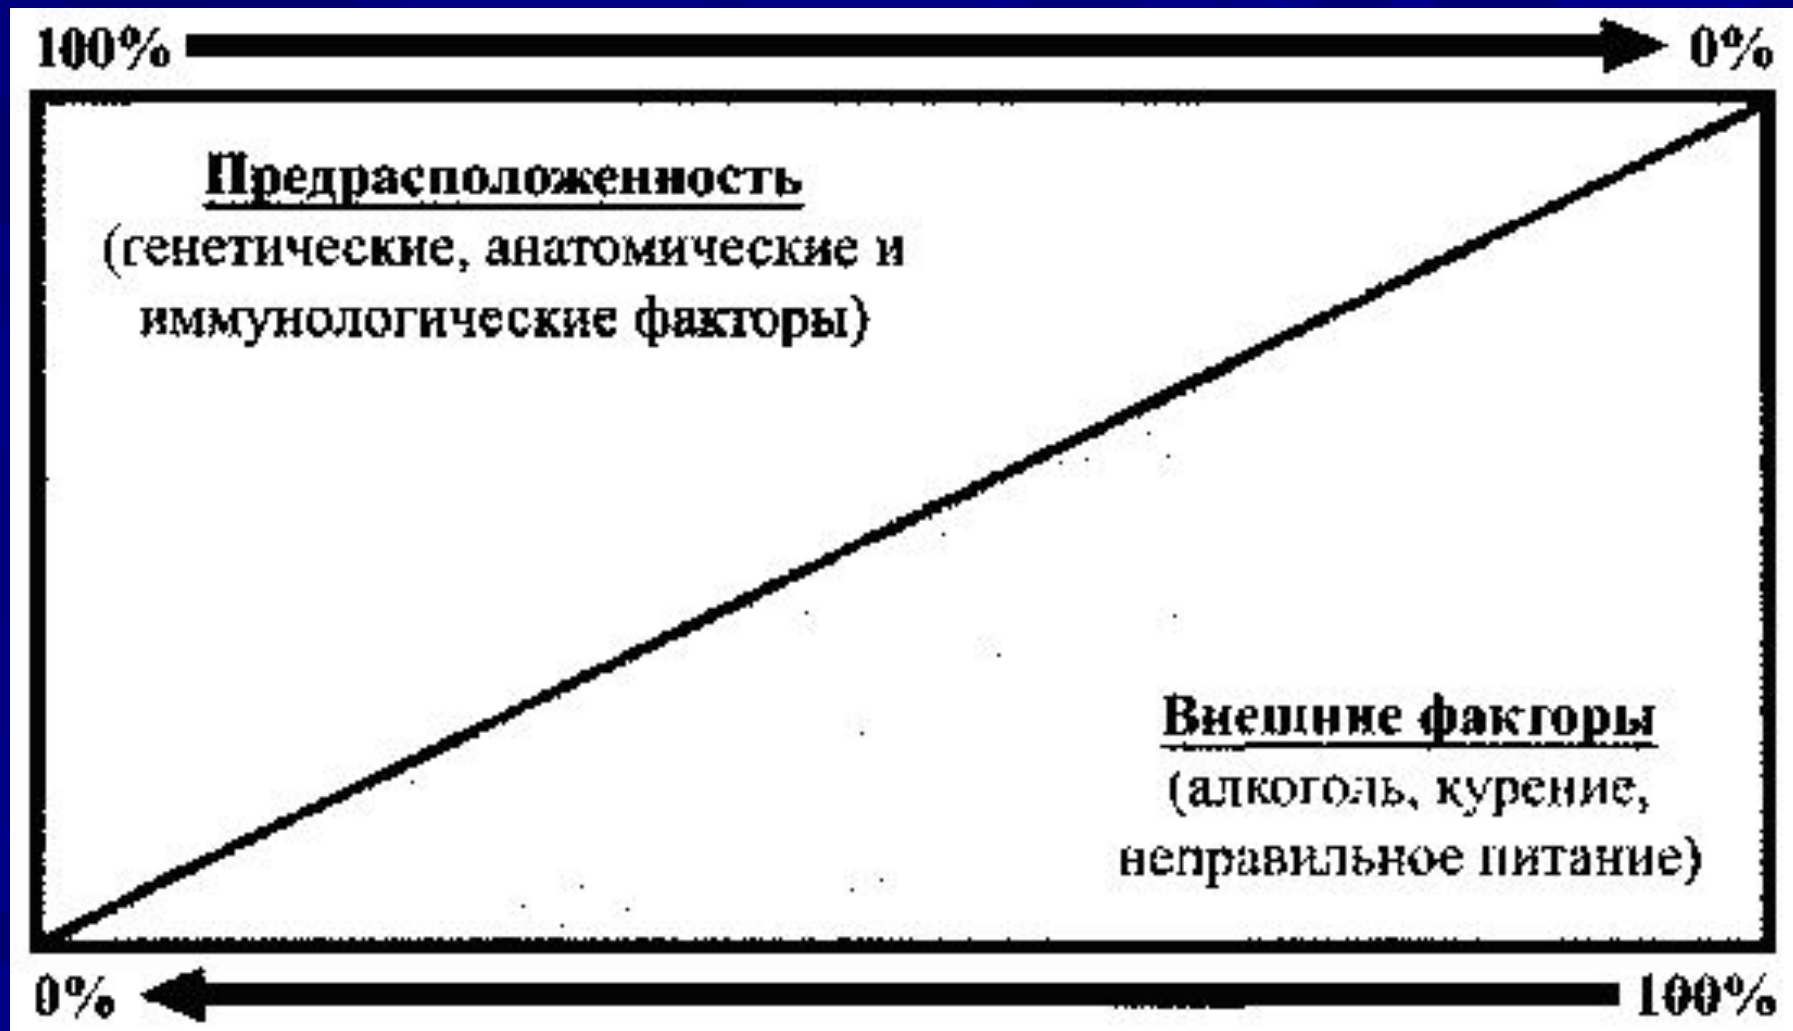 100% 0%
Предрасположенность
(генетические, анатомические и
иммунологические факторы)
Внешние факторы
(алкоголь, курение,
неправильное питание)
0% 100%